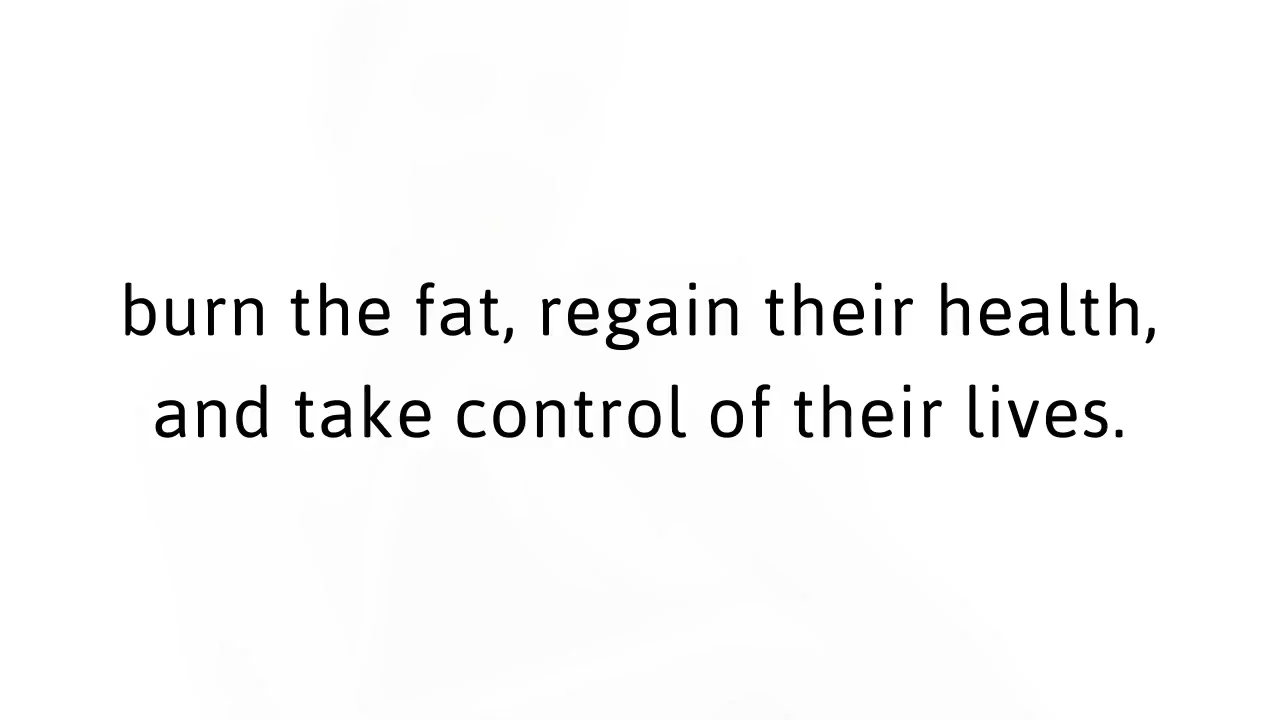 burn the fat, regain their health,
and take control of their lives.